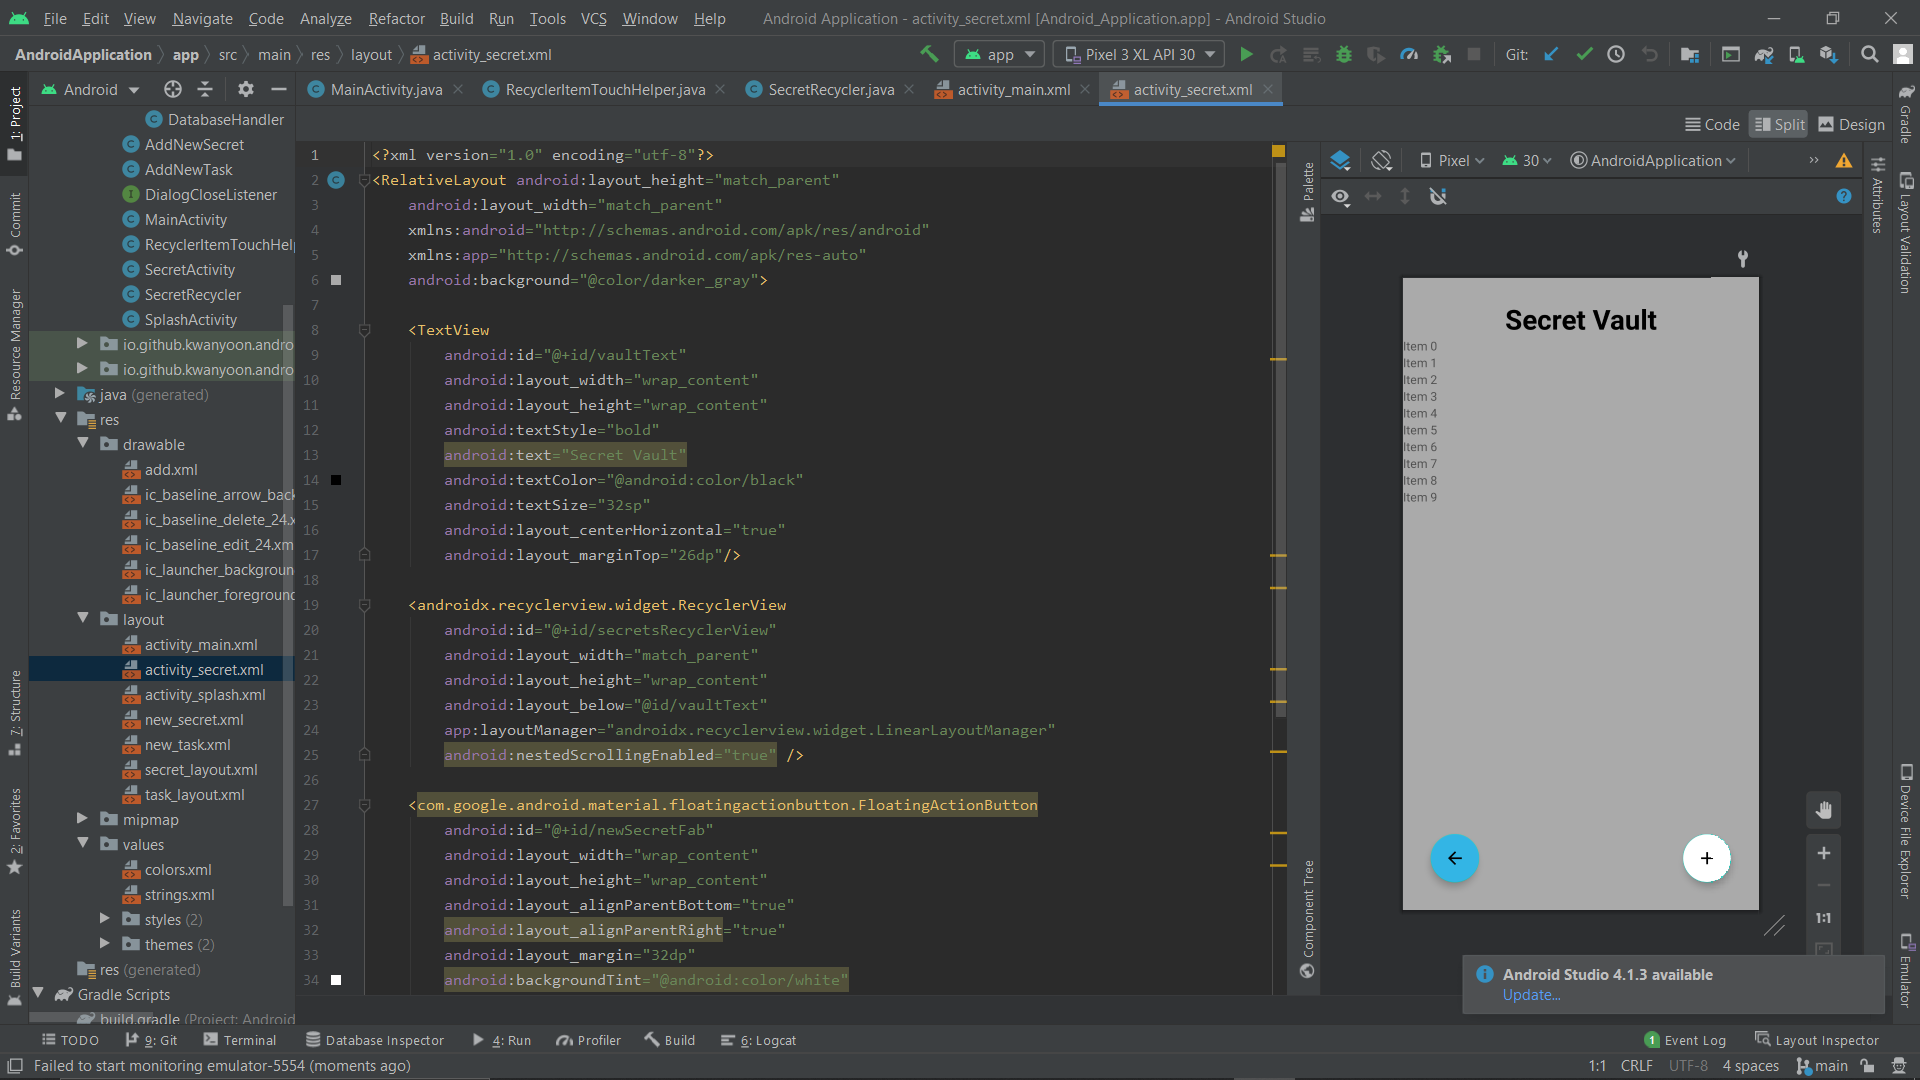 File Edit View Navigate Code Analyze Refactor Build Run Tools VCS Window Help Android Application - activity_secret.xml [Android_Application.app] - Android Studio
AndroidApplication app src main res layout activity_secret.xml app Pixel 3 XL API 30 Git:
Android
MainActivity.java RecyclerItemTouchHelper.java SecretRecycler.java activity_main.xml activity_secret.xml
Code Split Design
1: Project
Commit
Resource Manager
7: Structure
2: Favorites
Build Variants
DatabaseHandler
AddNewSecret
AddNewTask
DialogCloseListener
MainActivity
RecyclerItemTouchHel
SecretActivity
SecretRecycler
SplashActivity
io.github.kwanyoon.andro
io.github.kwanyoon.andro
java (generated)
res
drawable
add.xml
ic_baseline_arrow_back
ic_baseline_delete_24.x
ic_baseline_edit_24.xm
ic_launcher_backgroun
ic_launcher_foreground
layout
activity_main.xml
activity_secret.xml
activity_splash.xml
new_secret.xml
new_task.xml
secret_layout.xml
task_layout.xml
mipmap
values
colors.xml
strings.xml
styles (2)
themes (2)
res (generated)
Gradle Scripts
build.gradle (Project: Android
1 <?xml version="1.0" encoding="utf-8"?>
2 <RelativeLayout android:layout_height="match_parent"
3 android:layout_width="match_parent"
4 xmlns:android="http://schemas.android.com/apk/res/android"
5 xmlns:app="http://schemas.android.com/apk/res-auto"
6 android:background="@color/darker_gray">
7
8 <TextView
9 android:id="@+id/vaultText"
10 android:layout_width="wrap_content"
11 android:layout_height="wrap_content"
12 android:textStyle="bold"
13 android:text="Secret Vault"
14 android:textColor="@android:color/black"
15 android:textSize="32sp"
16 android:layout_centerHorizontal="true"
17 android:layout_marginTop="26dp"/>
18
19 <androidx.recyclerview.widget.RecyclerView
20 android:id="@+id/secretsRecyclerView"
21 android:layout_width="match_parent"
22 android:layout_height="wrap_content"
23 android:layout_below="@id/vaultText"
24 app:layoutManager="androidx.recyclerview.widget.LinearLayoutManager"
25 android:nestedScrollingEnabled="true" />
26
27 <com.google.android.material.floatingactionbutton.FloatingActionButton
28 android:id="@+id/newSecretFab"
29 android:layout_width="wrap_content"
30 android:layout_height="wrap_content"
31 android:layout_alignParentBottom="true"
32 android:layout_alignParentRight="true"
33 android:layout_margin="32dp"
34 android:backgroundTint="@android:color/white"
Palette
Component Tree
Pixel 30 AndroidApplication
Secret Vault
Item 0
Item 1
Item 2
Item 3
Item 4
Item 5
Item 6
Item 7
Item 8
Item 9
1:1
Attributes
Gradle
Layout Validation
Device File Explorer
Emulator
Android Studio 4.1.3 available
Update...
TODO 9: Git Terminal Database Inspector 4: Run Profiler Build 6: Logcat 1 Event Log Layout Inspector
Failed to start monitoring emulator-5554 (moments ago) 1:1 CRLF UTF-8 4 spaces main